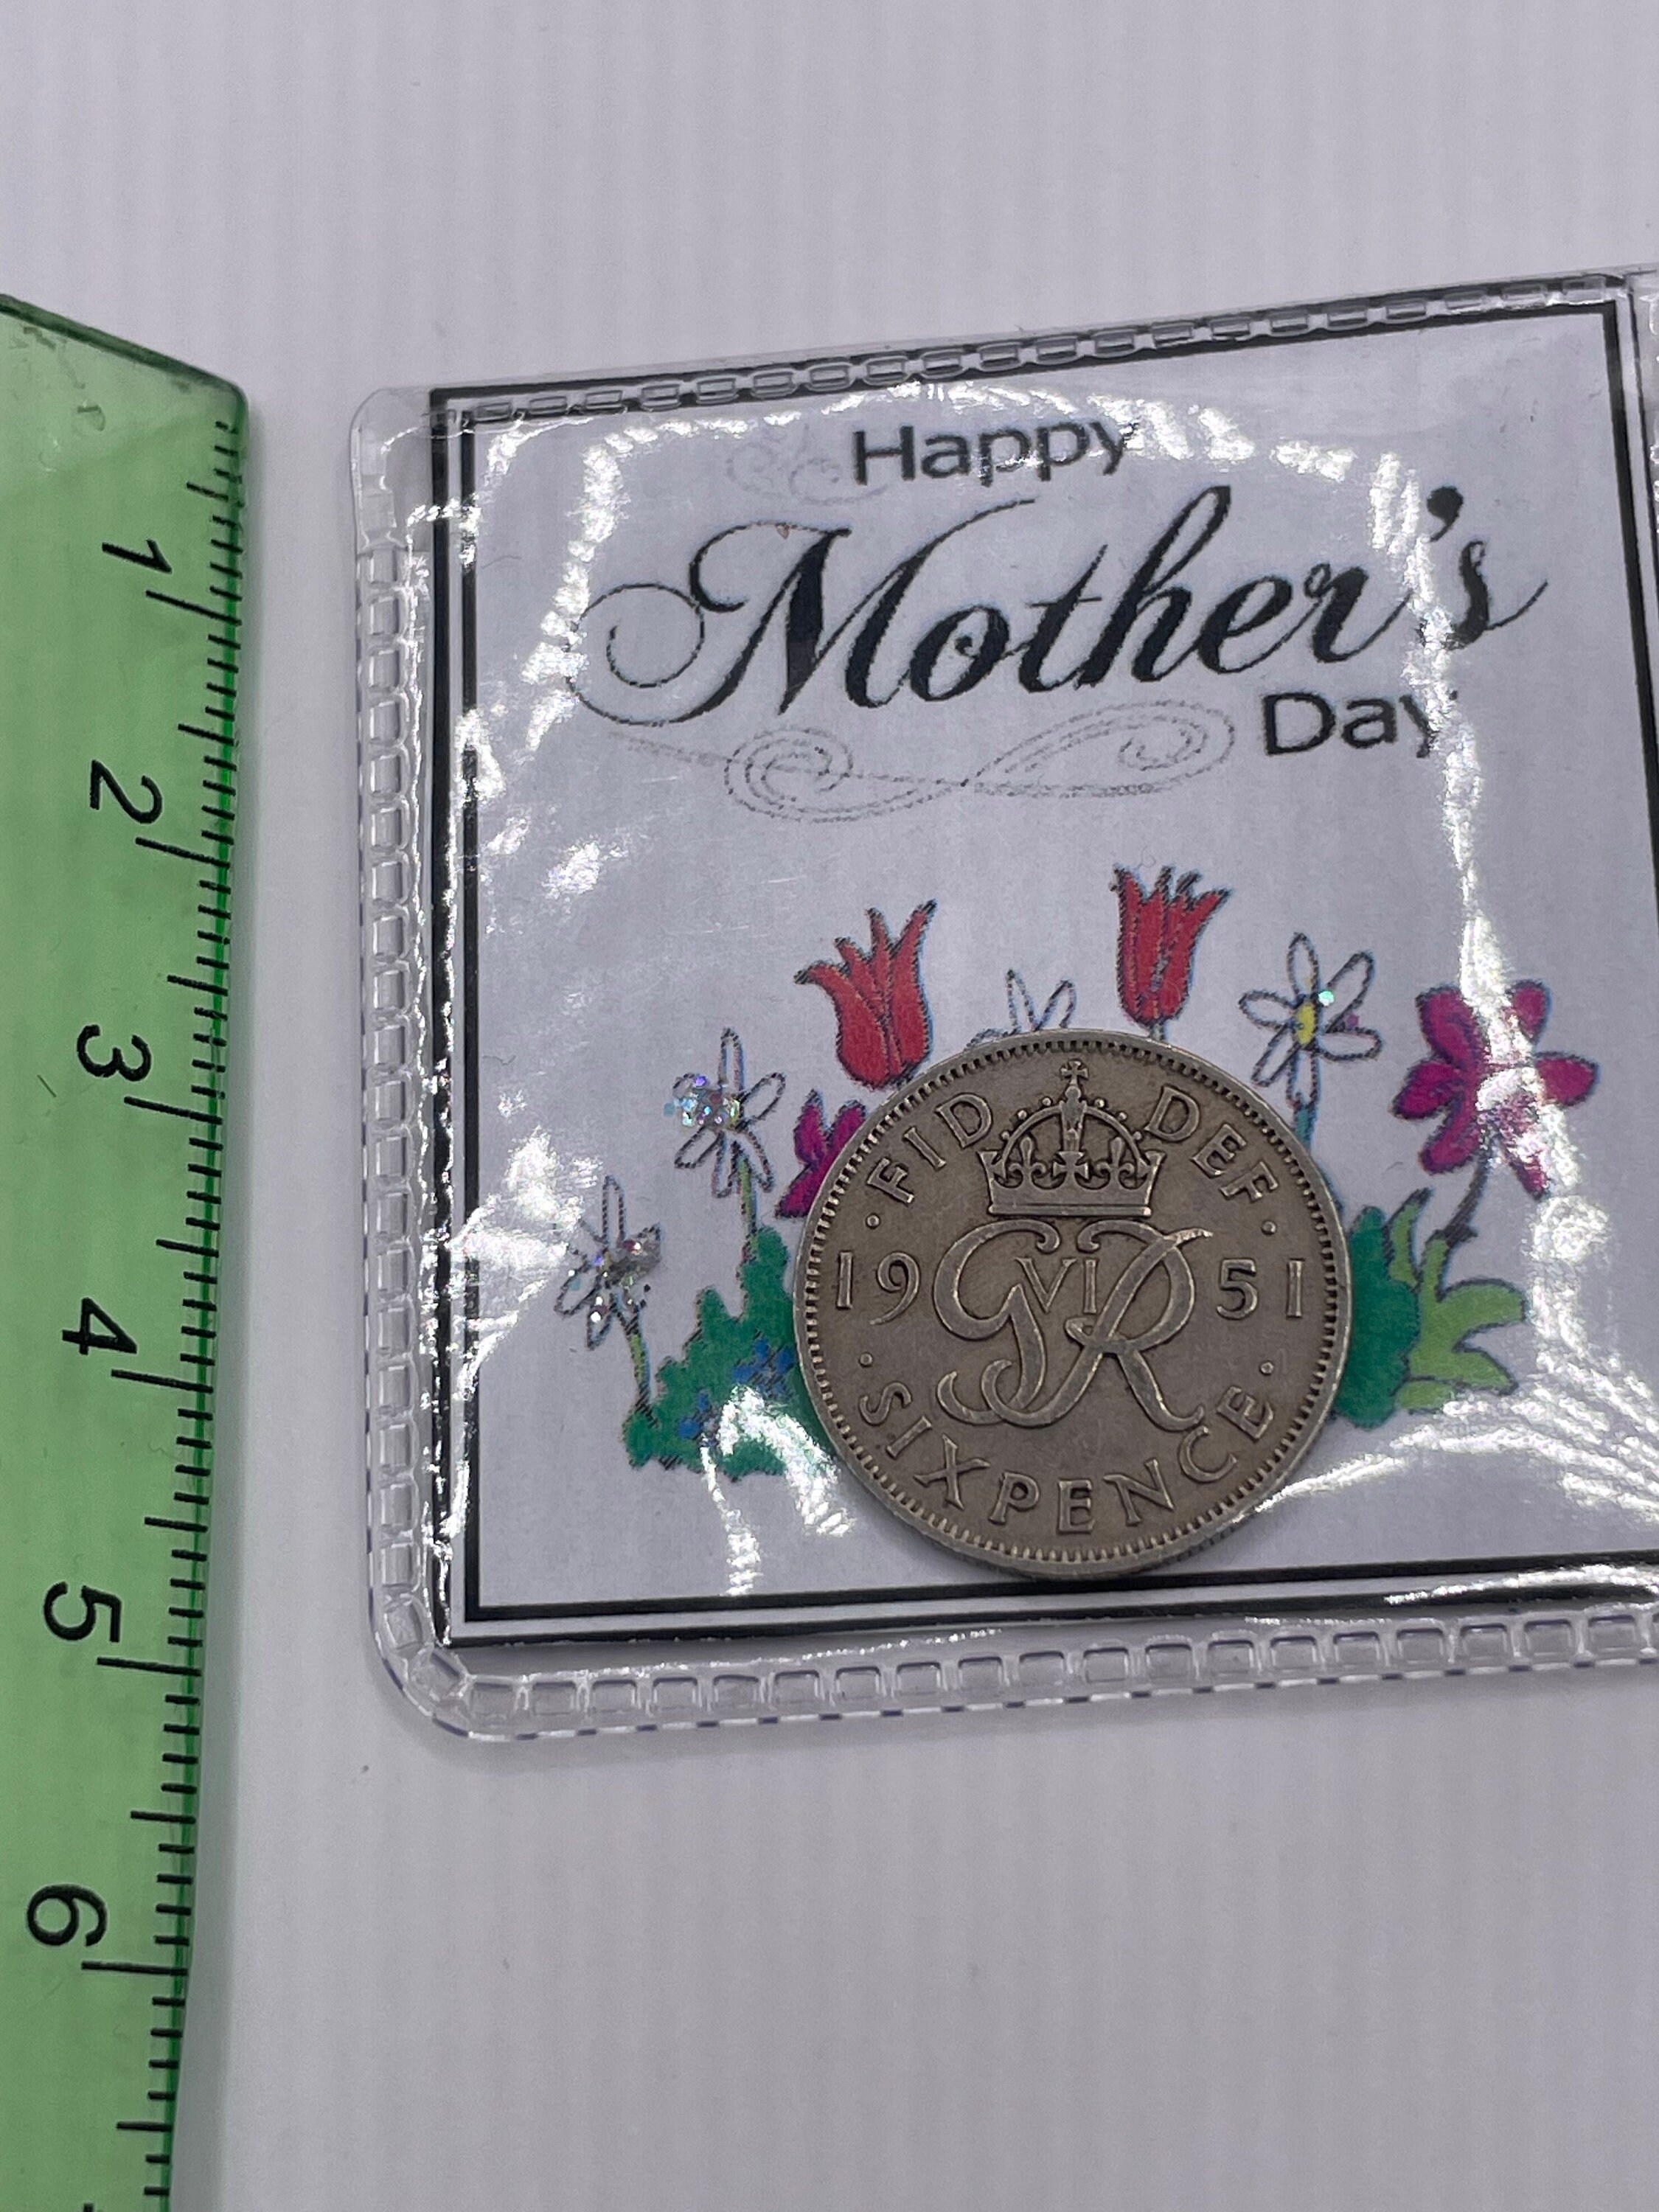 Happy
Mother's
Day
· FID DEF ·
19 GVIR 51
· SIXPENCE ·
1
2
3
4
5
6